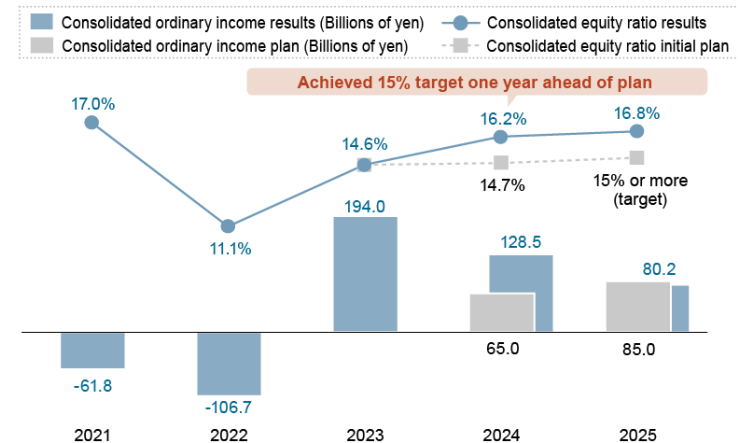 Consolidated ordinary income results (Billions of yen)
Consolidated equity ratio results
Consolidated ordinary income plan (Billions of yen)
Consolidated equity ratio initial plan
Achieved 15% target one year ahead of plan
17.0%
11.1%
14.6%
16.2%
16.8%
14.7%
15% or more
(target)
194.0
128.5
80.2
65.0
85.0
-61.8
-106.7
2021
2022
2023
2024
2025